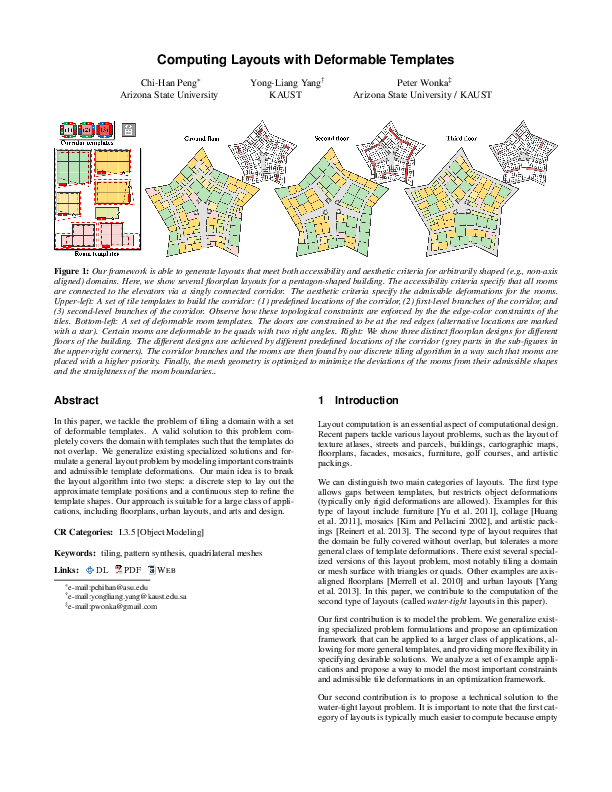 Computing Layouts with Deformable Templates
Chi-Han Peng*
Arizona State University
Yong-Liang Yang†
KAUST
Peter Wonka‡
Arizona State University / KAUST
(1) (2) (3)
Corridor templates
Room templates
Ground floor
Second floor
Third floor
Figure 1: Our framework is able to generate layouts that meet both accessibility and aesthetic criteria for arbitrarily shaped (e.g., non-axis
aligned) domains. Here, we show several floorplan layouts for a pentagon-shaped building. The accessibility criteria specify that all rooms
are connected to the elevators via a singly connected corridor. The aesthetic criteria specify the admissible deformations for the rooms.
Upper-left: A set of tile templates to build the corridor: (1) predefined locations of the corridor, (2) first-level branches of the corridor, and
(3) second-level branches of the corridor. Observe how these topological constraints are enforced by the the edge-color constraints of the
tiles. Bottom-left: A set of deformable room templates. The doors are constrained to be at the red edges (alternative locations are marked
with a star). Certain rooms are deformable to be quads with two right angles. Right: We show three distinct floorplan designs for different
floors of the building. The different designs are achieved by different predefined locations of the corridor (grey parts in the sub-figures in
the upper-right corners). The corridor branches and the rooms are then found by our discrete tiling algorithm in a way such that rooms are
placed with a higher priority. Finally, the mesh geometry is optimized to minimize the deviations of the rooms from their admissible shapes
and the straightness of the room boundaries..
Abstract
In this paper, we tackle the problem of tiling a domain with a set
of deformable templates. A valid solution to this problem com-
pletely covers the domain with templates such that the templates do
not overlap. We generalize existing specialized solutions and for-
mulate a general layout problem by modeling important constraints
and admissible template deformations. Our main idea is to break
the layout algorithm into two steps: a discrete step to lay out the
approximate template positions and a continuous step to refine the
template shapes. Our approach is suitable for a large class of appli-
cations, including floorplans, urban layouts, and arts and design.
CR Categories: I.3.5 [Object Modeling]
Keywords: tiling, pattern synthesis, quadrilateral meshes
Links: DL PDF WEB
*e-mail:pchihan@asu.edu
†e-mail:yongliang.yang@kaust.edu.sa
‡e-mail:pwonka@gmail.com
1 Introduction
Layout computation is an essential aspect of computational design.
Recent papers tackle various layout problems, such as the layout of
texture atlases, streets and parcels, buildings, cartographic maps,
floorplans, facades, mosaics, furniture, golf courses, and artistic
packings.
We can distinguish two main categories of layouts. The first type
allows gaps between templates, but restricts object deformations
(typically only rigid deformations are allowed). Examples for this
type of layout include furniture [Yu et al. 2011], collage [Huang
et al. 2011], mosaics [Kim and Pellacini 2002], and artistic pack-
ings [Reinert et al. 2013]. The second type of layout requires that
the domain be fully covered without overlap, but tolerates a more
general class of template deformations. There exist several special-
ized versions of this layout problem, most notably tiling a domain
or mesh surface with triangles or quads. Other examples are axis-
aligned floorplans [Merrell et al. 2010] and urban layouts [Yang
et al. 2013]. In this paper, we contribute to the computation of the
second type of layouts (called water-tight layouts in this paper).
Our first contribution is to model the problem. We generalize exist-
ing specialized problem formulations and propose an optimization
framework that can be applied to a larger class of applications, al-
lowing for more general templates, and providing more flexibility in
specifying desirable solutions. We analyze a set of example appli-
cations and propose a way to model the most important constraints
and admissible tile deformations in an optimization framework.
Our second contribution is to propose a technical solution to the
water-tight layout problem. It is important to note that the first cat-
egory of layouts is typically much easier to compute because empty